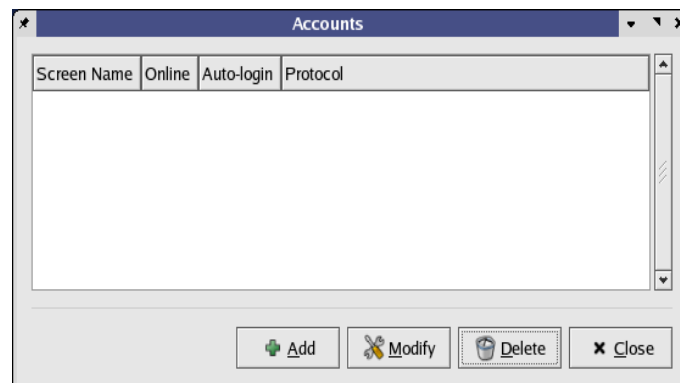 Accounts
Screen Name Online Auto-login Protocol
Add Modify Delete Close